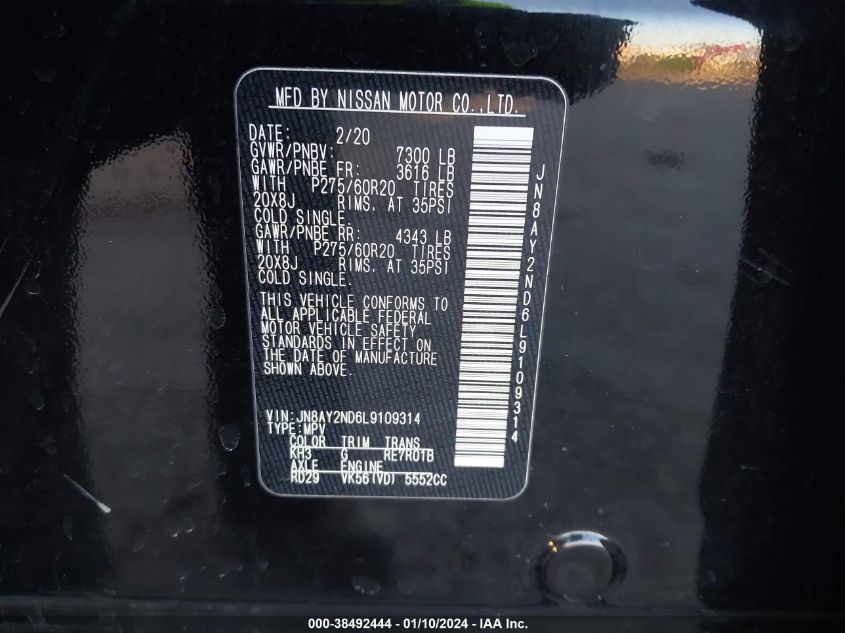 MFD BY NISSAN MOTOR CO.,LTD.
DATE: 2/20
GVWR/PNBV: 7300 LB
GAWR/PNBE FR: 3616 LB
WITH P275/60R20 TIRES
20X8J RIMS. AT 35PSI
COLD SINGLE.
GAWR/PNBE RR: 4343 LB
WITH P275/60R20 TIRES
20X8J RIMS. AT 35PSI
COLD SINGLE.
THIS VEHICLE CONFORMS TO
ALL APPLICABLE FEDERAL
MOTOR VEHICLE SAFETY
STANDARDS IN EFFECT ON
THE DATE OF MANUFACTURE
SHOWN ABOVE.
VIN:JN8AY2ND6L9109314
TYPE:MPV
COLOR TRIM TRANS
KH3 G RE7R01B
AXLE ENGINE
RD29 VK56(VD) 5552CC
JN8AY2ND6L9109314
000-38492444 - 01/10/2024 - IAA Inc.